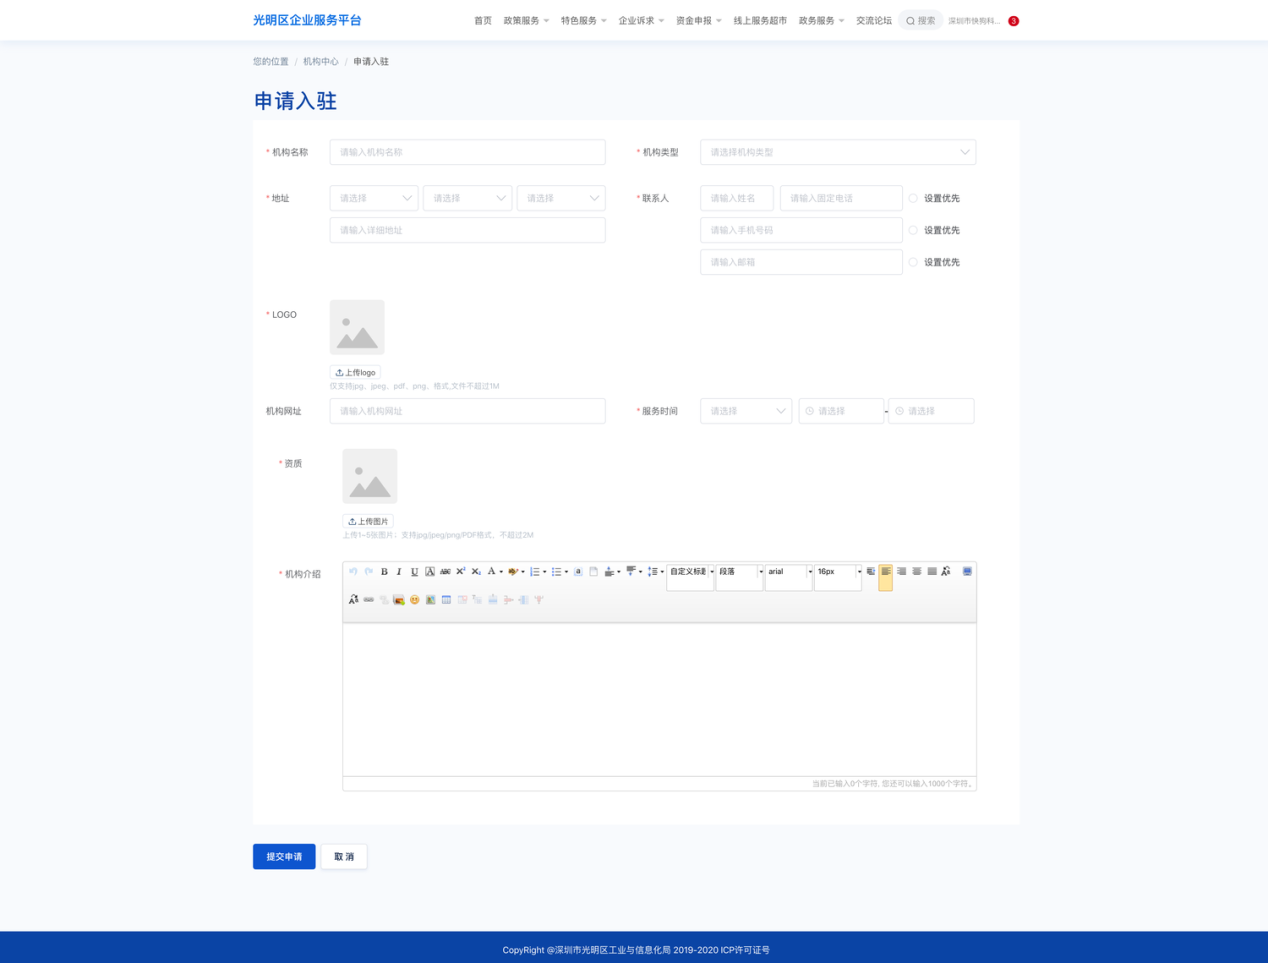 光明区企业服务平台
首页 政策服务 特色服务 企业诉求 资金申报 线上服务超市 政务服务 交流论坛 搜索 深圳市快购科... 3
您的位置 / 机构中心 / 申请入驻
申请入驻
* 机构名称 请输入机构名称 * 机构类型 请选择机构类型
* 地址 请选择 请选择 请选择 * 联系人 请输入姓名 请输入固定电话 设置优先
请输入详细地址 请输入手机号码 设置优先
请输入邮箱 设置优先
* LOGO
上传logo
仅支持jpg、jpeg、pdf、png、格式,文件不超过1M
机构网址 请输入机构网址 * 服务时间 请选择 请选择 - 请选择
* 资质
上传图片
上传1~5张图片；支持jpg/jpeg/png/PDF格式，不超过2M
* 机构介绍 B I U A ABC X² X₂ A 自定义标题 段落 arial 16px
当前已输入0个字符, 您还可以输入1000个字符。
提交申请 取 消
CopyRight @深圳市光明区工业与信息化局 2019-2020 ICP许可证号